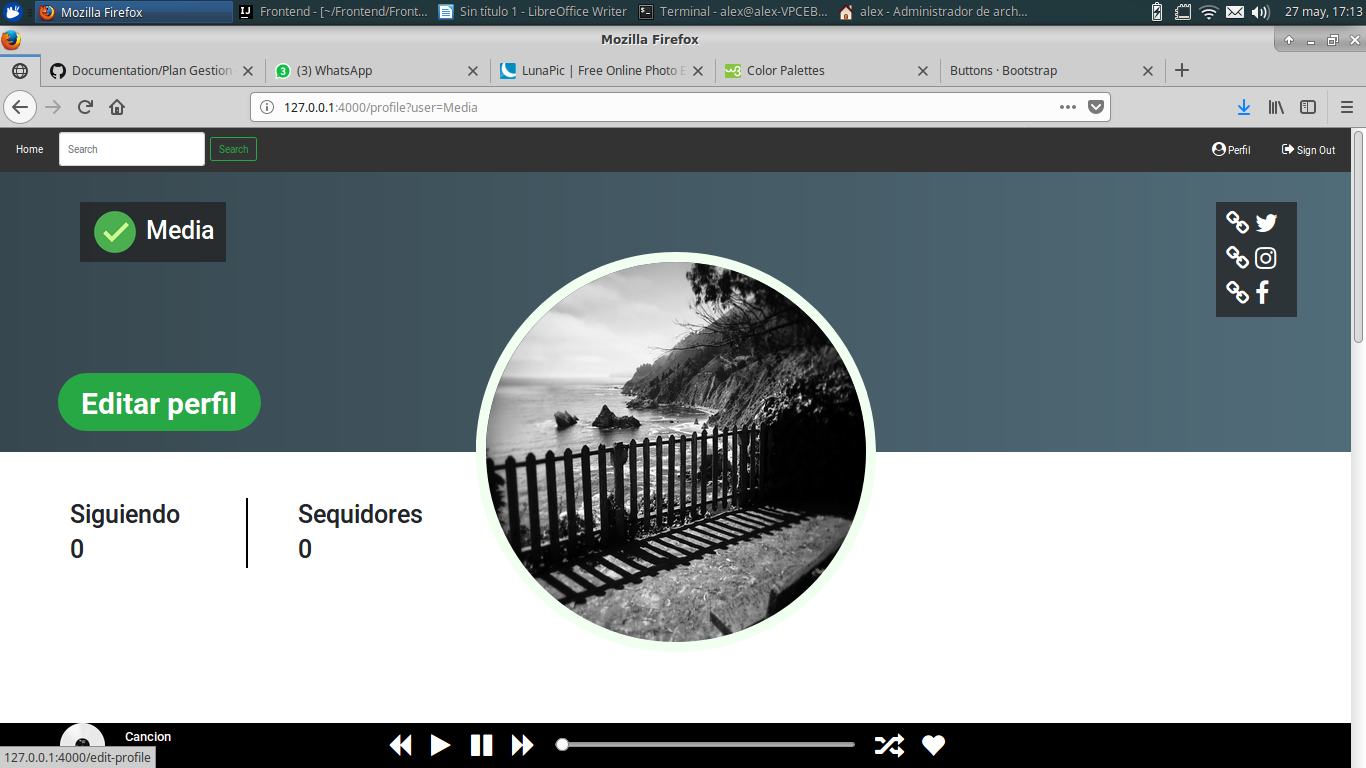 Mozilla Firefox
Frontend - [~/Frontend/Front...
Sin título 1 - LibreOffice Writer
Terminal - alex@alex-VPCEB...
alex - Administrador de arch...
27 may, 17:13
Mozilla Firefox
Documentation/Plan Gestion
(3) WhatsApp
LunaPic | Free Online Photo E
Color Palettes
Buttons · Bootstrap
127.0.0.1:4000/profile?user=Media
Home
Search
Search
Perfil
Sign Out
Media
Editar perfil
Siguiendo
0
Sequidores
0
Cancion
127.0.0.1:4000/edit-profile